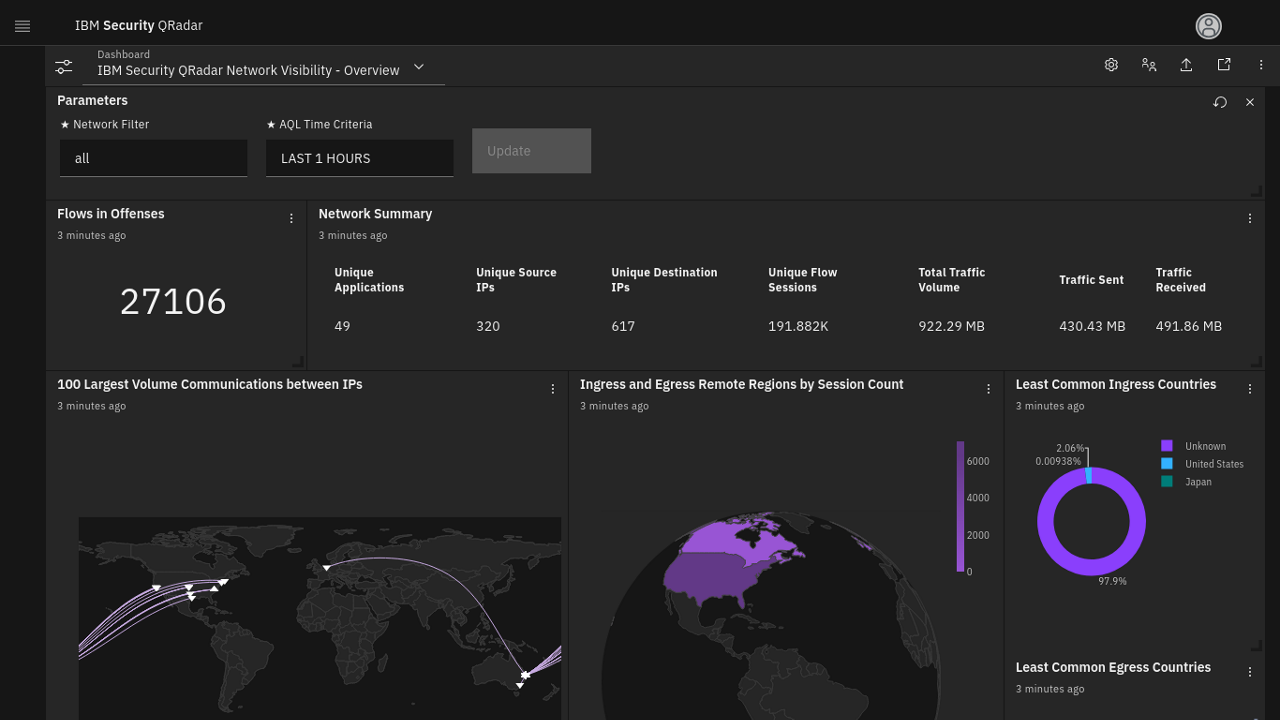 IBM Security QRadar
Dashboard
IBM Security QRadar Network Visibility - Overview
Parameters
★ Network Filter
★ AQL Time Criteria
all
LAST 1 HOURS
Update
Flows in Offenses
3 minutes ago
27106
Network Summary
3 minutes ago
Unique Applications
Unique Source IPs
Unique Destination IPs
Unique Flow Sessions
Total Traffic Volume
Traffic Sent
Traffic Received
49
320
617
191.882K
922.29 MB
430.43 MB
491.86 MB
100 Largest Volume Communications between IPs
3 minutes ago
Ingress and Egress Remote Regions by Session Count
3 minutes ago
6000
4000
2000
0
Least Common Ingress Countries
3 minutes ago
2.06%
0.00938%
97.9%
Unknown
United States
Japan
Least Common Egress Countries
3 minutes ago